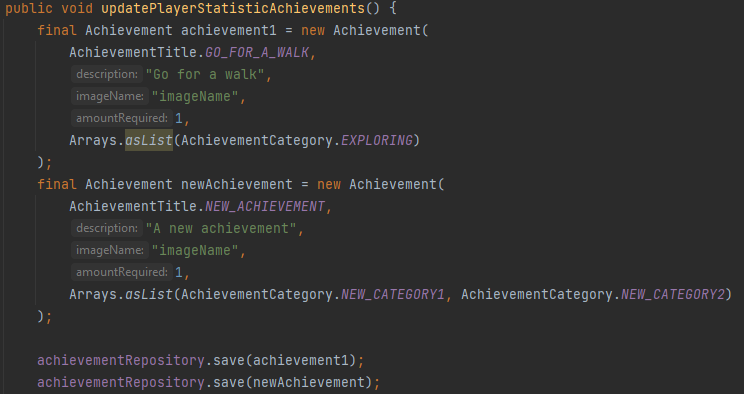 public void updatePlayerStatisticAchievements() {
final Achievement achievement1 = new Achievement(
AchievementTitle.GO_FOR_A_WALK,
description: "Go for a walk",
imageName: "imageName",
amountRequired: 1,
Arrays.asList(AchievementCategory.EXPLORING)
);
final Achievement newAchievement = new Achievement(
AchievementTitle.NEW_ACHIEVEMENT,
description: "A new achievement",
imageName: "imageName",
amountRequired: 1,
Arrays.asList(AchievementCategory.NEW_CATEGORY1, AchievementCategory.NEW_CATEGORY2)
);
achievementRepository.save(achievement1);
achievementRepository.save(newAchievement);